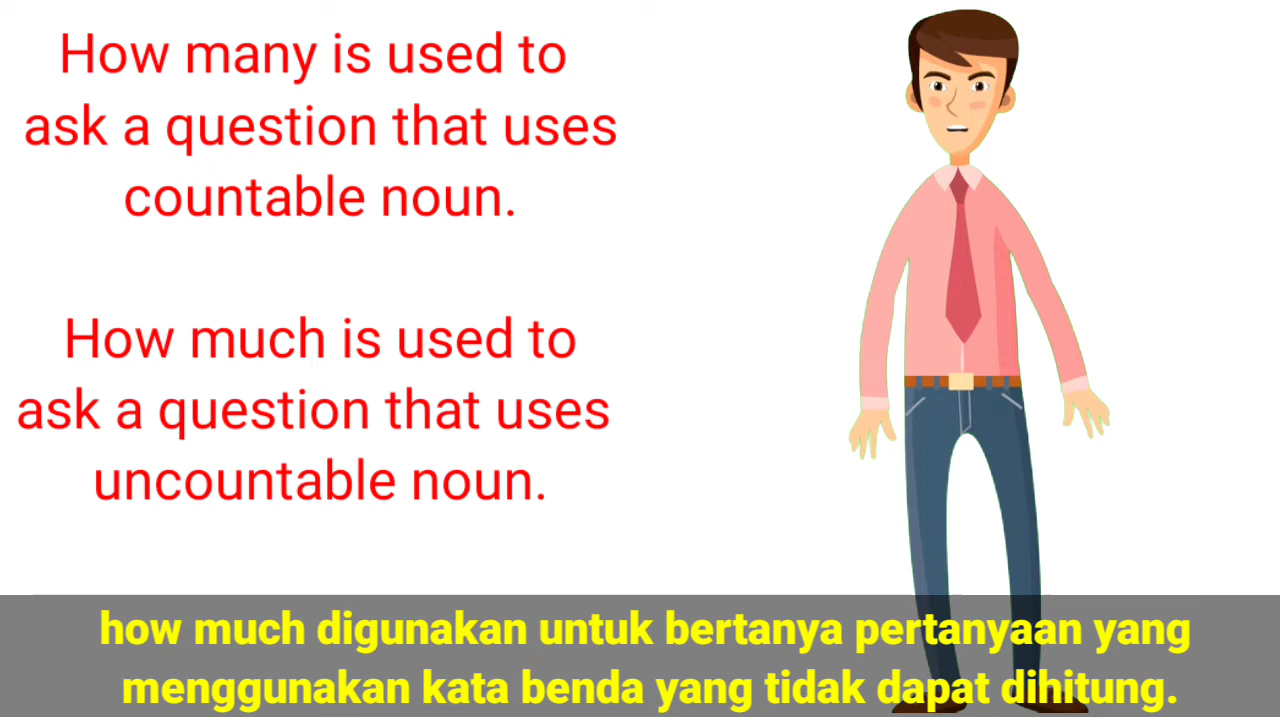 How many is used to
ask a question that uses
countable noun.
How much is used to
ask a question that uses
uncountable noun.
how much digunakan untuk bertanya pertanyaan yang
menggunakan kata benda yang tidak dapat dihitung.